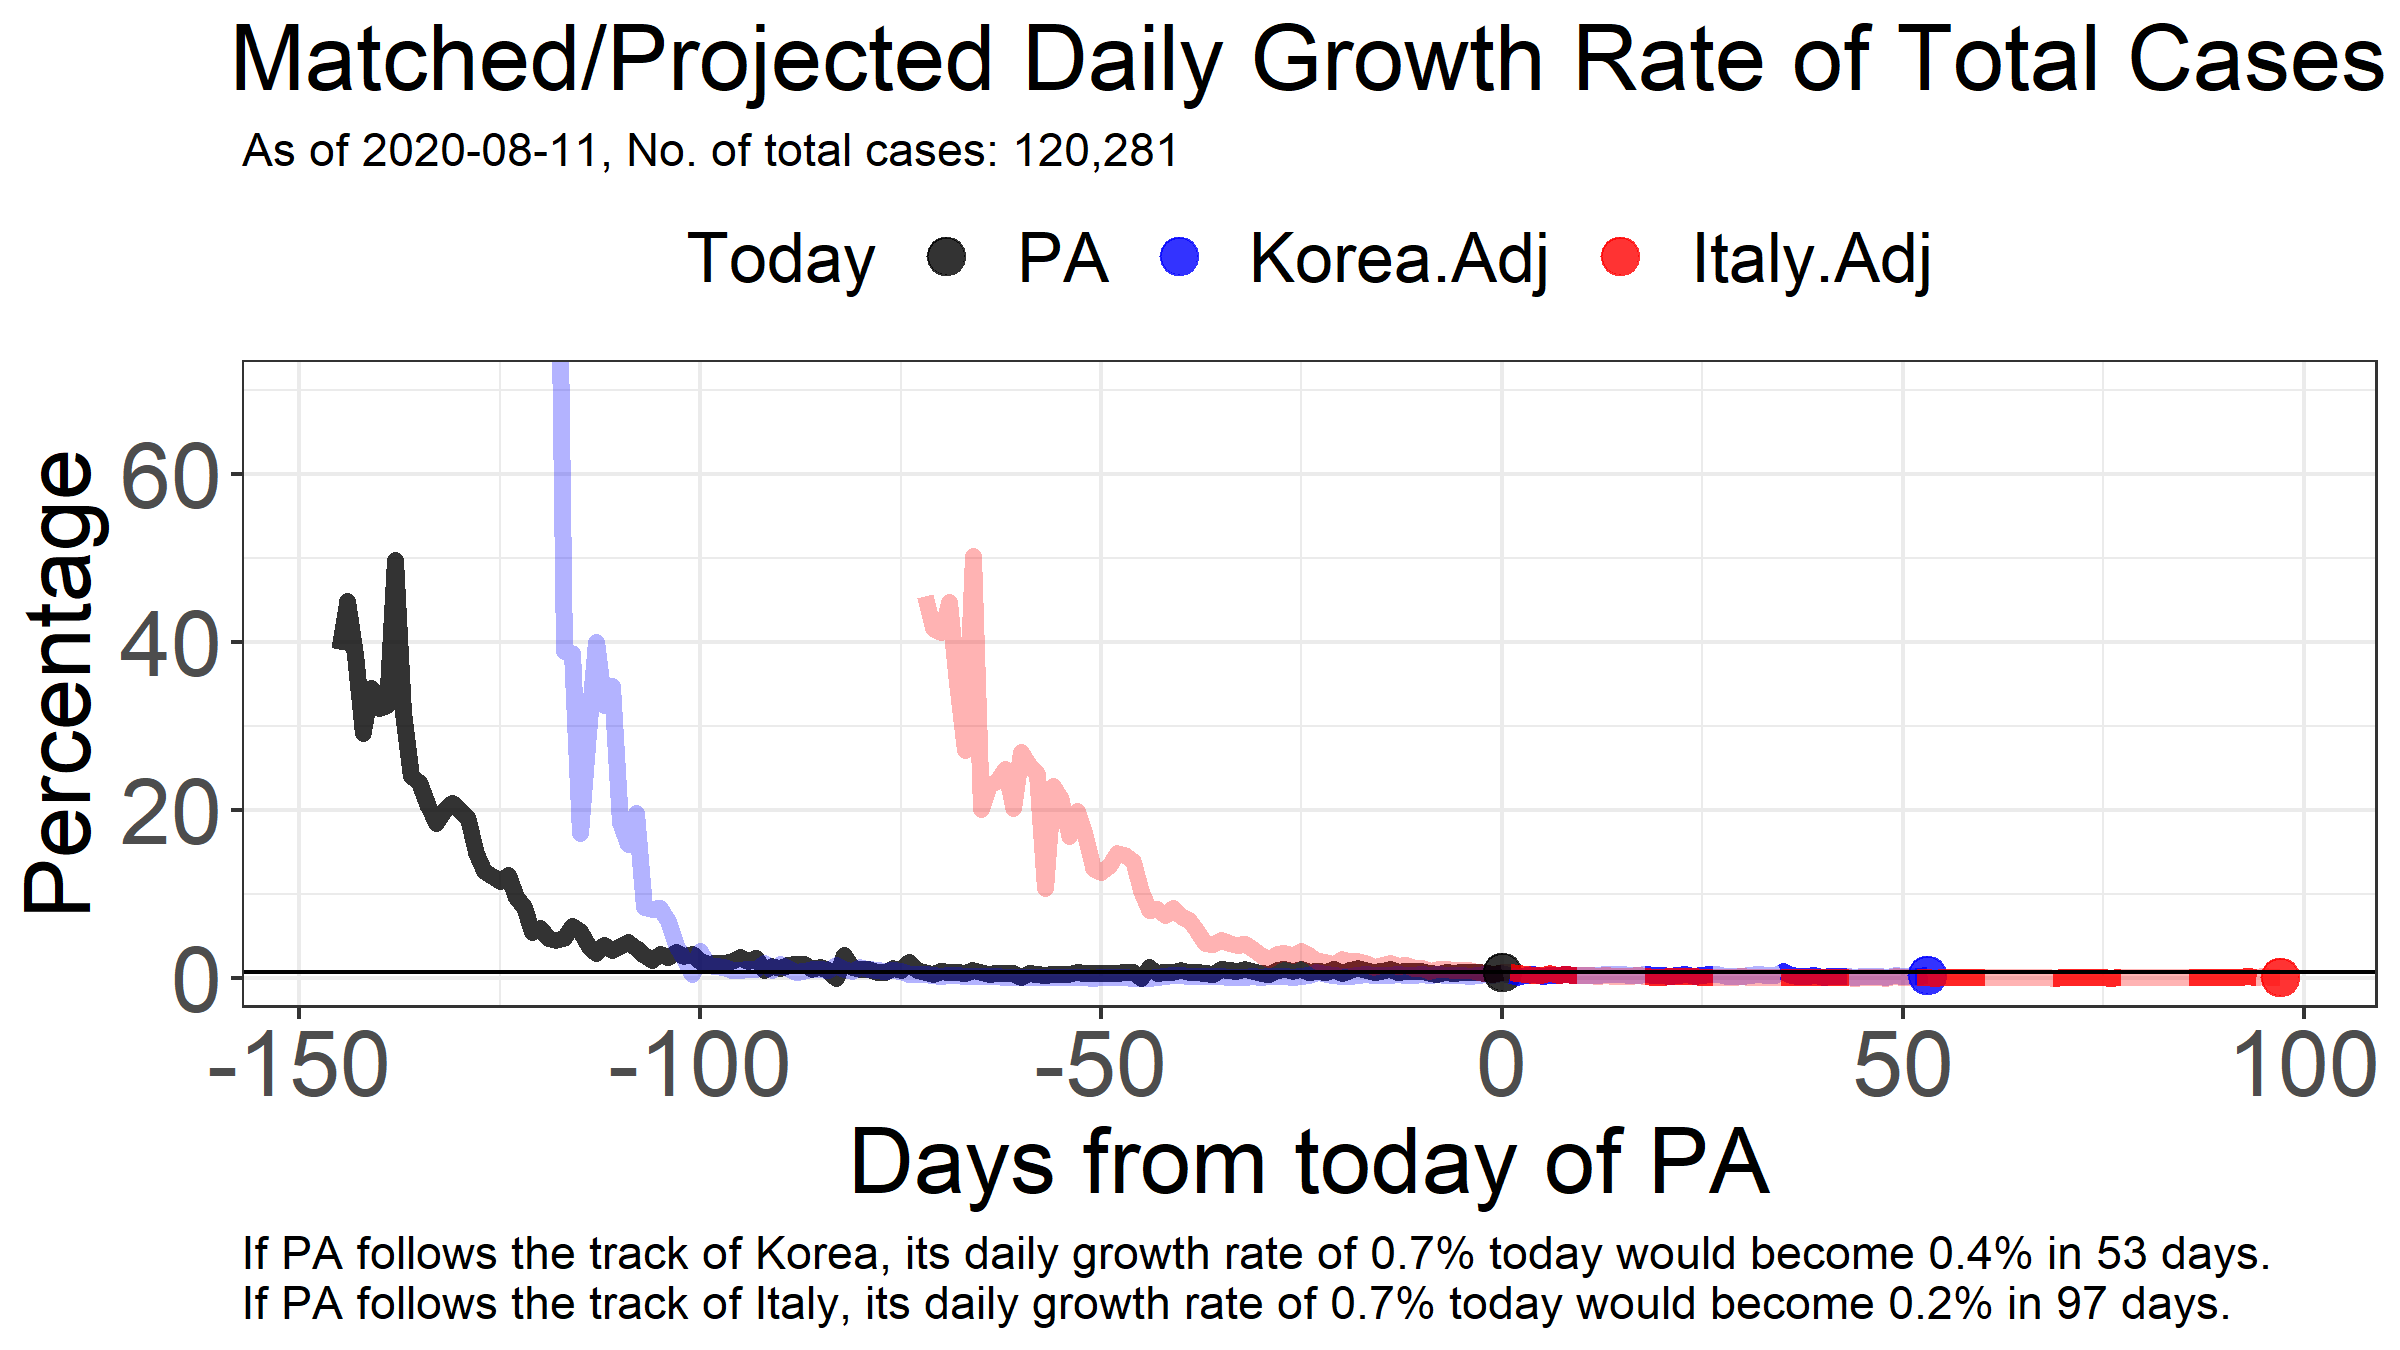 Matched/Projected Daily Growth Rate of Total Cases
As of 2020-08-11, No. of total cases: 120,281
Today PA Korea.Adj Italy.Adj
Percentage
60
40
20
0
-150 -100 -50 0 50 100
Days from today of PA
If PA follows the track of Korea, its daily growth rate of 0.7% today would become 0.4% in 53 days.
If PA follows the track of Italy, its daily growth rate of 0.7% today would become 0.2% in 97 days.